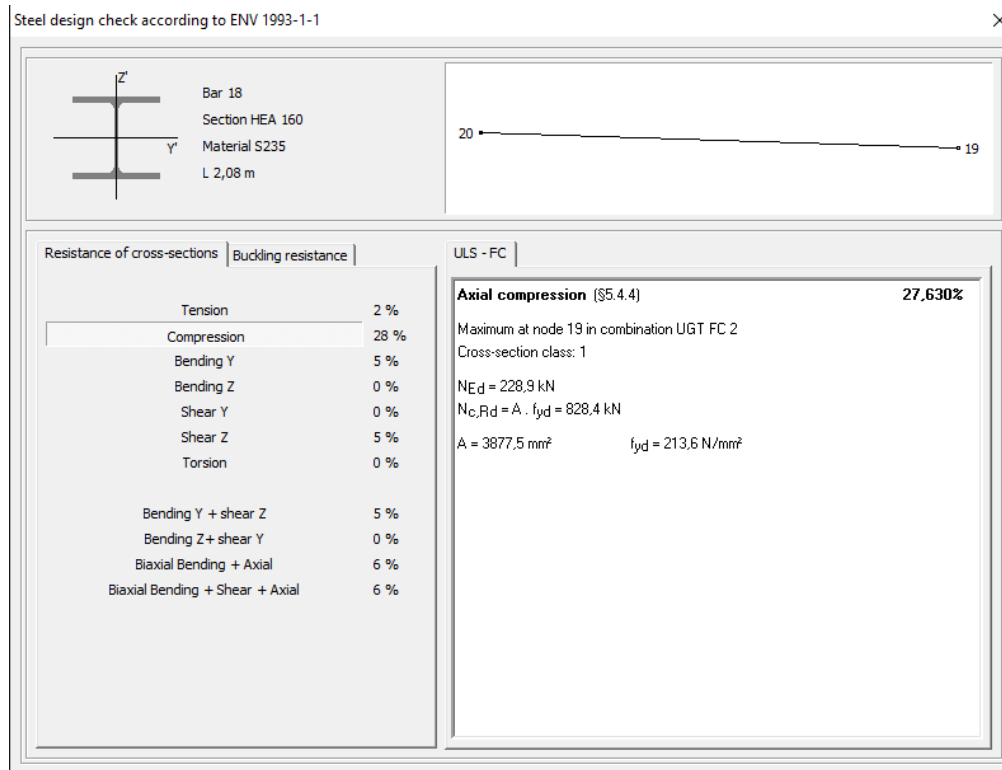 Steel design check according to ENV 1993-1-1
Z'
Y'
Bar 18
Section HEA 160
Material S235
L 2,08 m
20
19
Resistance of cross-sections
Buckling resistance
Tension 2 %
Compression 28 %
Bending Y 5 %
Bending Z 0 %
Shear Y 0 %
Shear Z 5 %
Torsion 0 %
Bending Y + shear Z 5 %
Bending Z+ shear Y 0 %
Biaxial Bending + Axial 6 %
Biaxial Bending + Shear + Axial 6 %
ULS - FC
Axial compression (§5.4.4) 27,630%
Maximum at node 19 in combination UGT FC 2
Cross-section class: 1
NEd = 228,9 kN
Nc,Rd = A . fyd = 828,4 kN
A = 3877,5 mm² fyd = 213,6 N/mm²